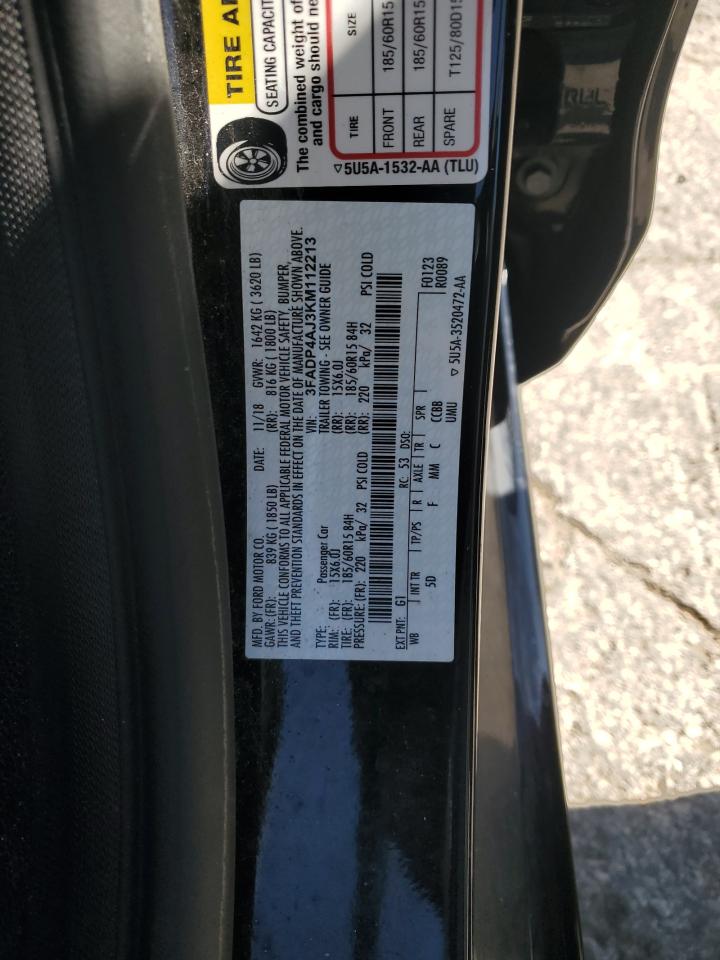 TIRE AN
SEATING CAPACIT
The combined weight of
and cargo should ne
TIRE SIZE
FRONT 185/60R15
REAR 185/60R15
SPARE T125/80D15
▽5U5A-1532-AA (TLU)
MFD. BY FORD MOTOR CO. DATE: 11/18 GVWR: 1642 KG ( 3620 LB)
GAWR:(FR): 839 KG (1850 LB) (RR): 816 KG ( 1800 LB)
THIS VEHICLE CONFORMS TO ALL APPLICABLE FEDERAL MOTOR VEHICLE SAFETY, BUMPER,
AND THEFT PREVENTION STANDARDS IN EFFECT ON THE DATE OF MANUFACTURE SHOWN ABOVE.
VIN: 3FADP4AJ3KM112213
TYPE: Passenger Car TRAILER TOWING - SEE OWNER GUIDE
RIM: (FR): 15X6.0J (RR): 15X6.0J
TIRE: (FR): 185/60R15 84H (RR): 185/60R15 84H
PRESSURE: (FR): 220 kPa/ 32 PSI COLD (RR): 220 kPa/ 32 PSI COLD
EXT PNT: G1 RC: 53 DSO: F0123
WB INT TR TP/PS R AXLE TR SPR R0089
5D F MM C CCBB
UMU
▽ 5U5A-3520472-AA